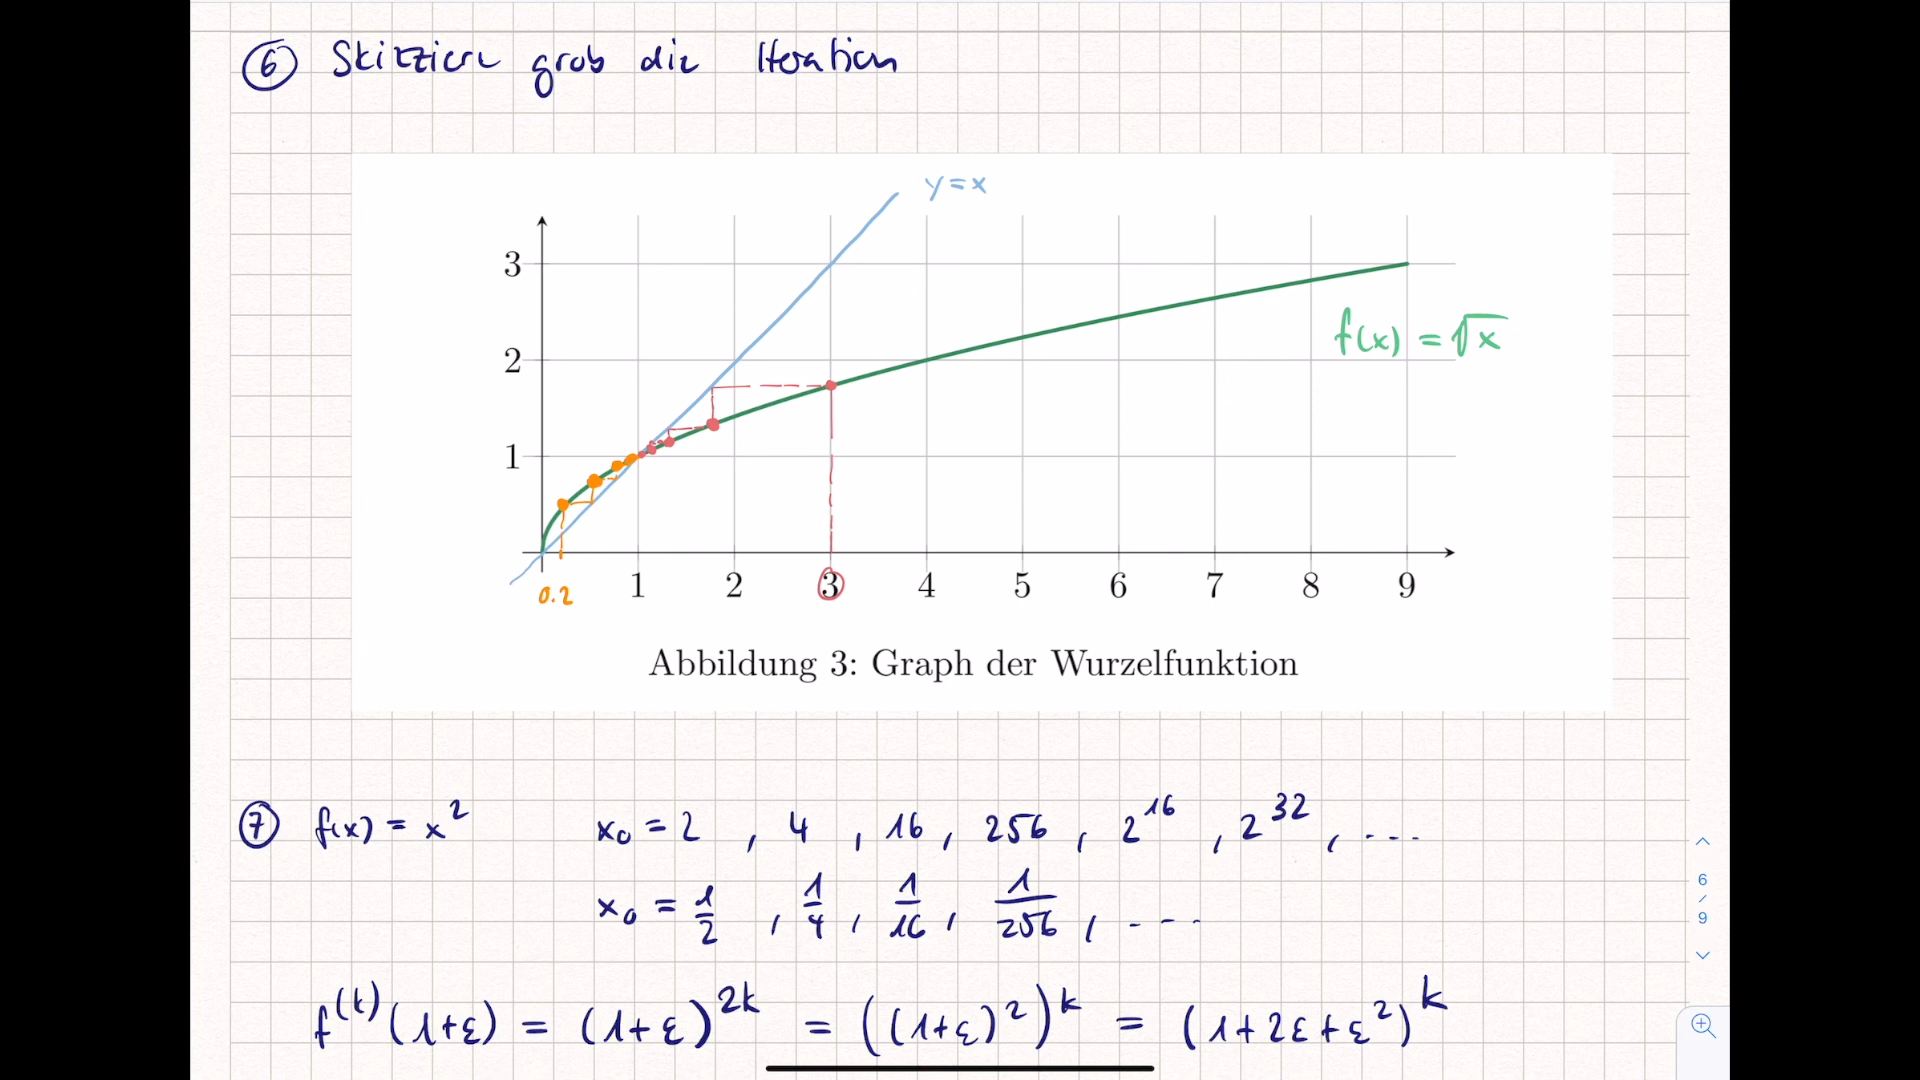 ⑥ Skizziere grob die Iteration
y=x
3
2
1
f(x) = √x
0.2
1 2 3 4 5 6 7 8 9
Abbildung 3: Graph der Wurzelfunktion
⑦ f(x) = x² x₀ = 2 , 4 , 16 , 256 , 2¹⁶ , 2³² , ...
x₀ = 1/2 , 1/4 , 1/16 , 1/256 , ...
f⁽ᵏ⁾(1+ε) = (1+ε)²ᵏ = ((1+ε)²)ᵏ = (1+2ε+ε²)ᵏ
6
/
9